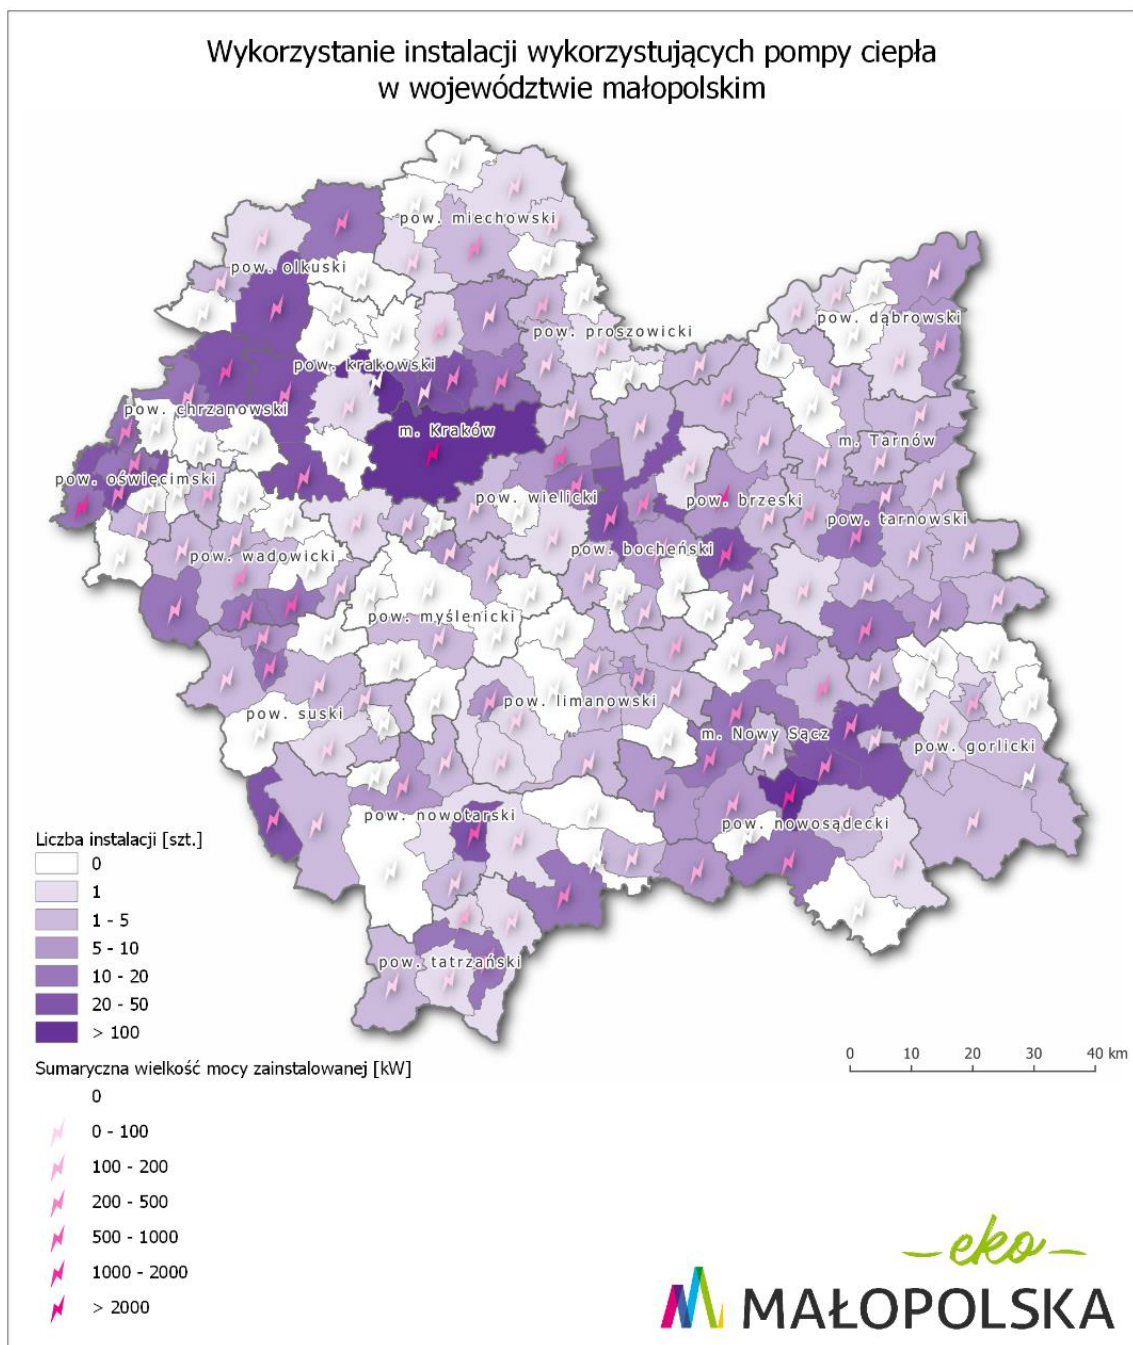 Wykorzystanie instalacji wykorzystujących pompy ciepła
w województwie małopolskim
pow. miechowski
pow. olkuski
pow. dąbrowski
pow. proszowicki
pow. krakowski
pow. chrzanowski
m. Kraków
m. Tarnów
pow. oświęcimski
pow. wielicki
pow. brzeski
pow. tarnowski
pow. wadowicki
pow. bocheński
pow. myślenicki
pow. suski
pow. limanowski
m. Nowy Sącz
pow. gorlicki
pow. nowotarski
pow. nowosądecki
pow. tatrzański
Liczba instalacji [szt.]
0
1
1 - 5
5 - 10
10 - 20
20 - 50
> 100
Sumaryczna wielkość mocy zainstalowanej [kW]
0
0 - 100
100 - 200
200 - 500
500 - 1000
1000 - 2000
> 2000
0 10 20 30 40 km
eko
MAŁOPOLSKA